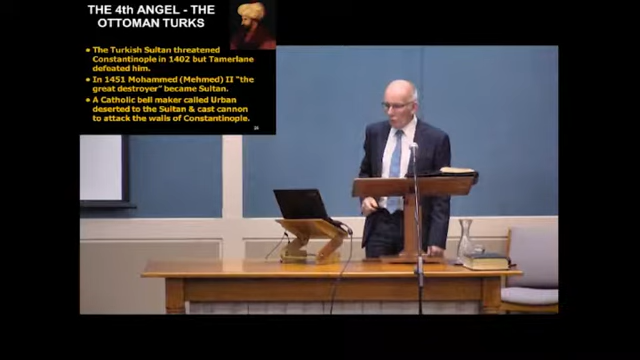 THE 4th ANGEL - THE
OTTOMAN TURKS
• The Turkish Sultan threatened
Constantinople in 1402 but Tamerlane
defeated him.
• In 1451 Mohammed (Mehmed) II "the
great destroyer" became Sultan.
• A Catholic bell maker called Urban
deserted to the Sultan & cast cannon
to attack the walls of Constantinople.
24